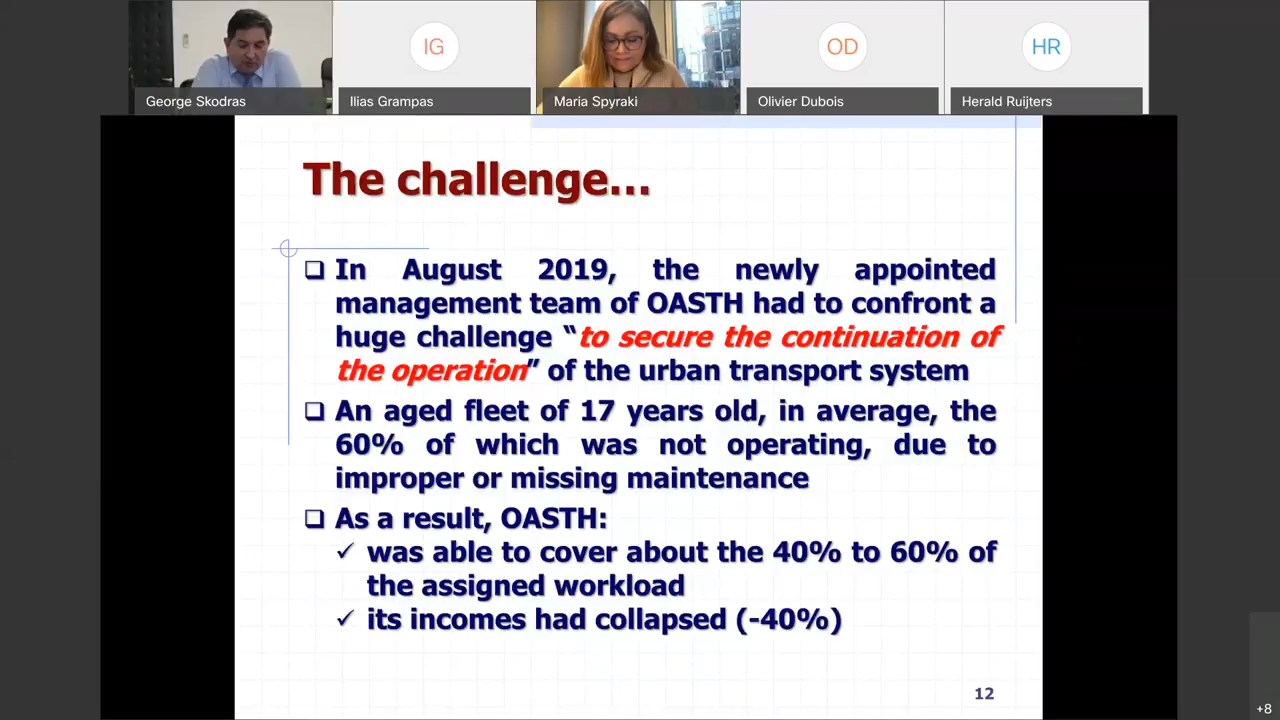 IG
OD
HR
George Skodras
Ilias Grampas
Maria Spyraki
Olivier Dubois
Herald Ruijters
The challenge...
In August 2019, the newly appointed
management team of OASTH had to confront a
huge challenge “to secure the continuation of
the operation” of the urban transport system
An aged fleet of 17 years old, in average, the
60% of which was not operating, due to
improper or missing maintenance
As a result, OASTH:
was able to cover about the 40% to 60% of
the assigned workload
its incomes had collapsed (-40%)
12
+8